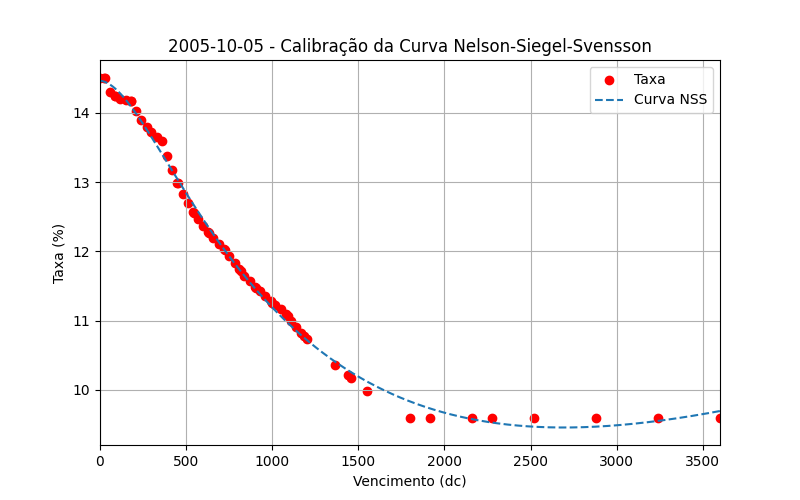 2005-10-05 - Calibração da Curva Nelson-Siegel-Svensson
Taxa
Curva NSS
14
13
12
11
10
Taxa (%)
0 500 1000 1500 2000 2500 3000 3500
Vencimento (dc)